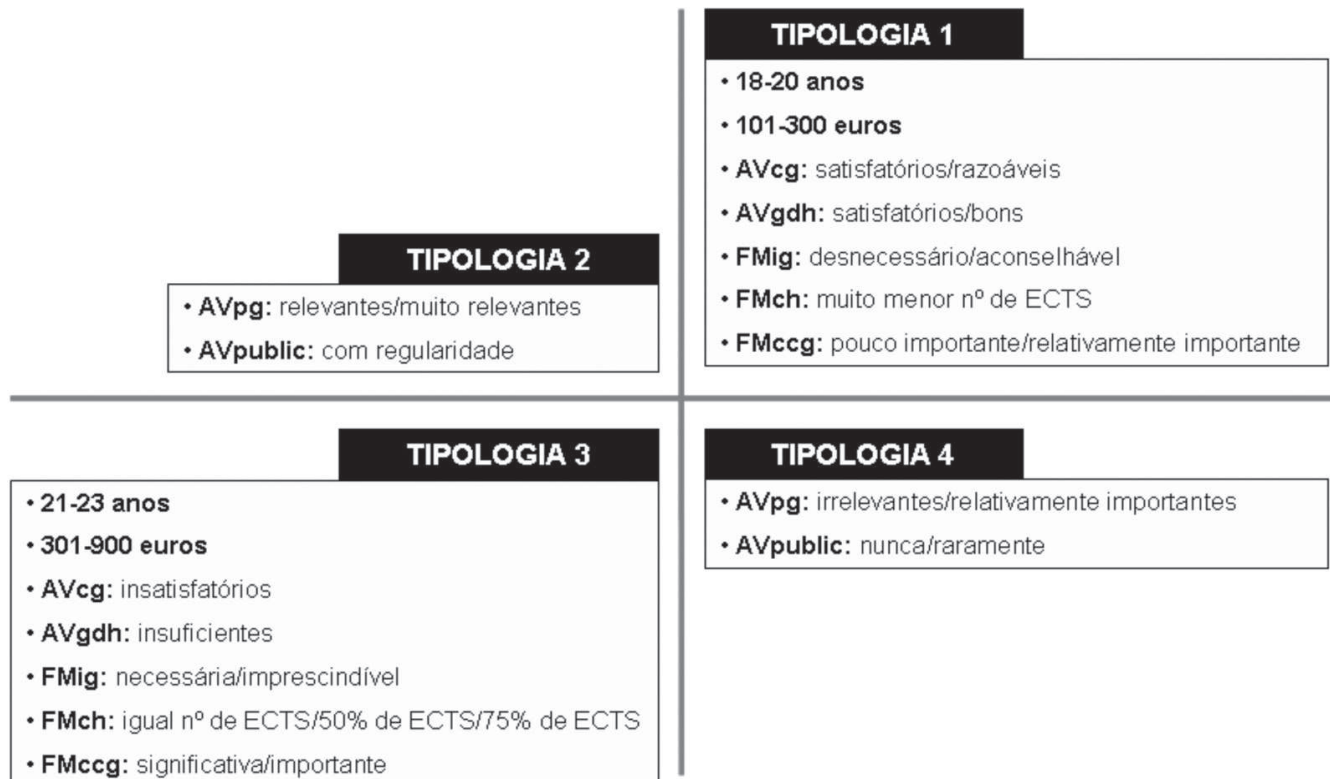 TIPOLOGIA 1
• 18-20 anos
• 101-300 euros
• AVcg: satisfatórios/razoáveis
• AVgdh: satisfatórios/bons
• FMig: desnecessário/aconselhável
• FMch: muito menor nº de ECTS
• FMccg: pouco importante/relativamente importante
TIPOLOGIA 2
• AVpg: relevantes/muito relevantes
• AVpublic: com regularidade
TIPOLOGIA 3
• 21-23 anos
• 301-900 euros
• AVcg: insatisfatórios
• AVgdh: insuficientes
• FMig: necessária/imprescindível
• FMch: igual nº de ECTS/50% de ECTS/75% de ECTS
• FMccg: significativa/importante
TIPOLOGIA 4
• AVpg: irrelevantes/relativamente importantes
• AVpublic: nunca/raramente